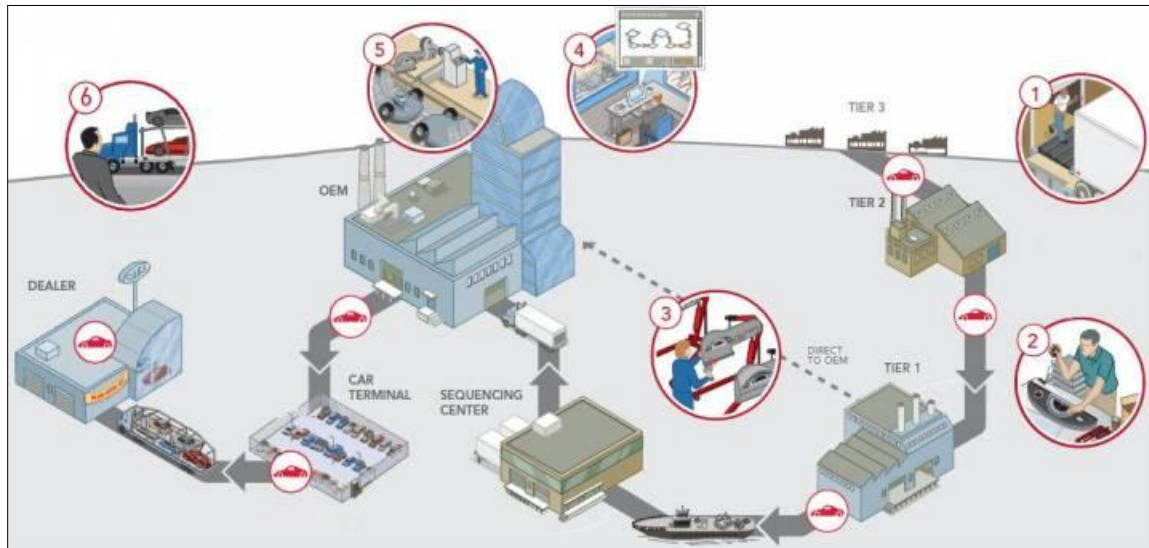 6
5
4
1
TIER 3
OEM
TIER 2
DEALER
3
2
DIRECT
TO OEM
TIER 1
CAR
TERMINAL
SEQUENCING
CENTER